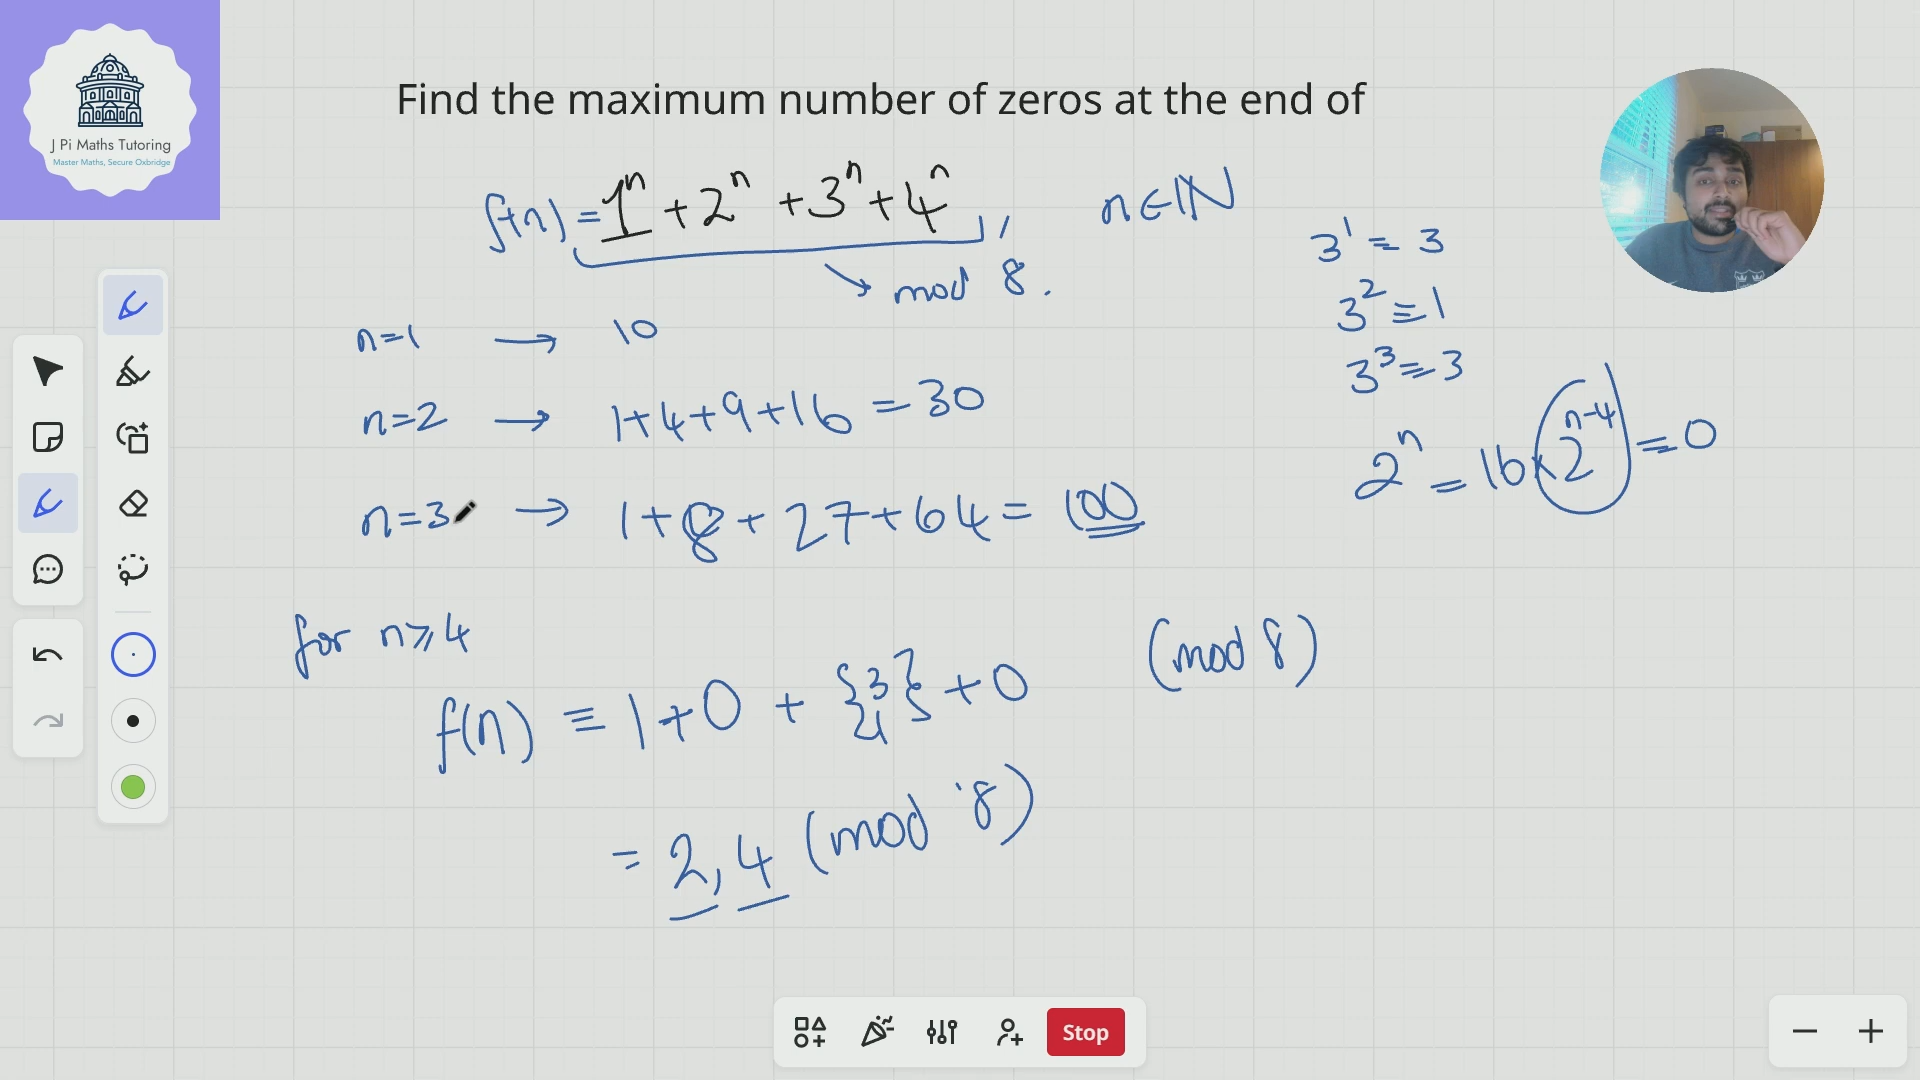 J Pi Maths Tutoring
Master Maths, Secure Oxbridge
Find the maximum number of zeros at the end of
f(n) = 1ⁿ + 2ⁿ + 3ⁿ + 4ⁿ n ∈ ℕ
→ mod 8.
3¹ = 3
3² ≡ 1
3³ ≡ 3
2ⁿ = 16 × 2ⁿ⁻⁴ ≡ 0
n=1 → 10
n=2 → 1+4+9+16 = 30
n=3 → 1+8+27+64 = 100
for n ⩾ 4
f(n) ≡ 1+0 + {3 1} + 0 (mod 8)
= 2, 4 (mod 8)
Stop